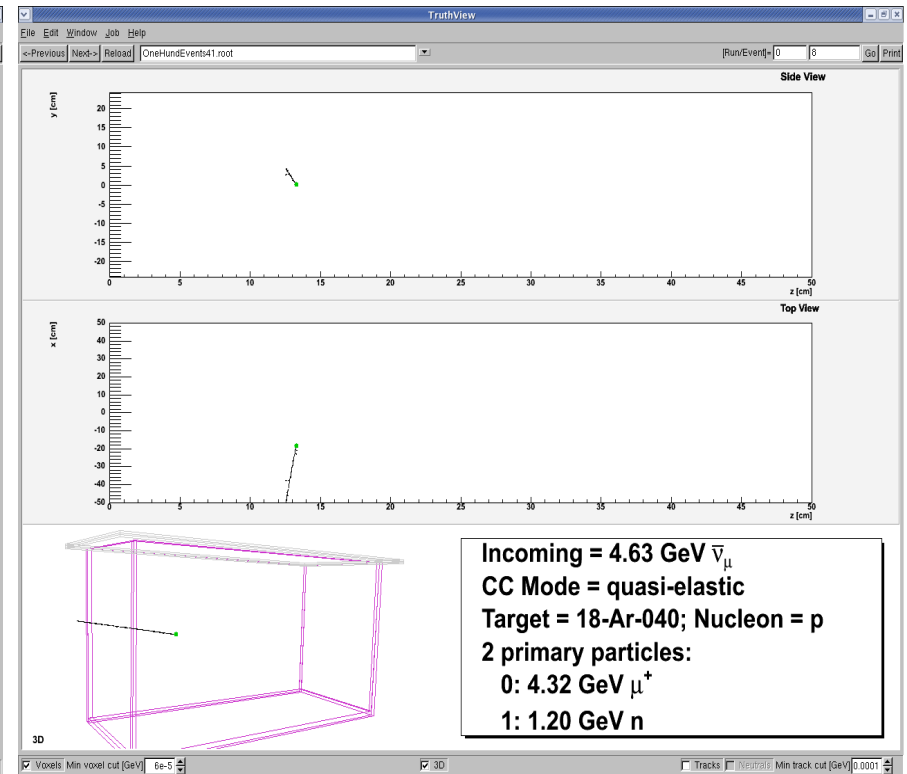 TruthView
File Edit Window Job Help
<-Previous Next-> Reload OneHundEvents41.root [Run/Event]= 0 8 Go Print
Side View
y [cm]
20
15
10
5
0
-5
-10
-15
-20
0 5 10 15 20 25 30 35 40 45 50
z [cm]
Top View
x [cm]
50
40
30
20
10
0
-10
-20
-30
-40
-50
0 5 10 15 20 25 30 35 40 45 50
z [cm]
Incoming = 4.63 GeV ν̅μ
CC Mode = quasi-elastic
Target = 18-Ar-040; Nucleon = p
2 primary particles:
0: 4.32 GeV μ⁺
1: 1.20 GeV n
3D
Voxels Min voxel cut [GeV] 6e-5 3D Tracks Neutrals Min track cut [GeV] 0.0001